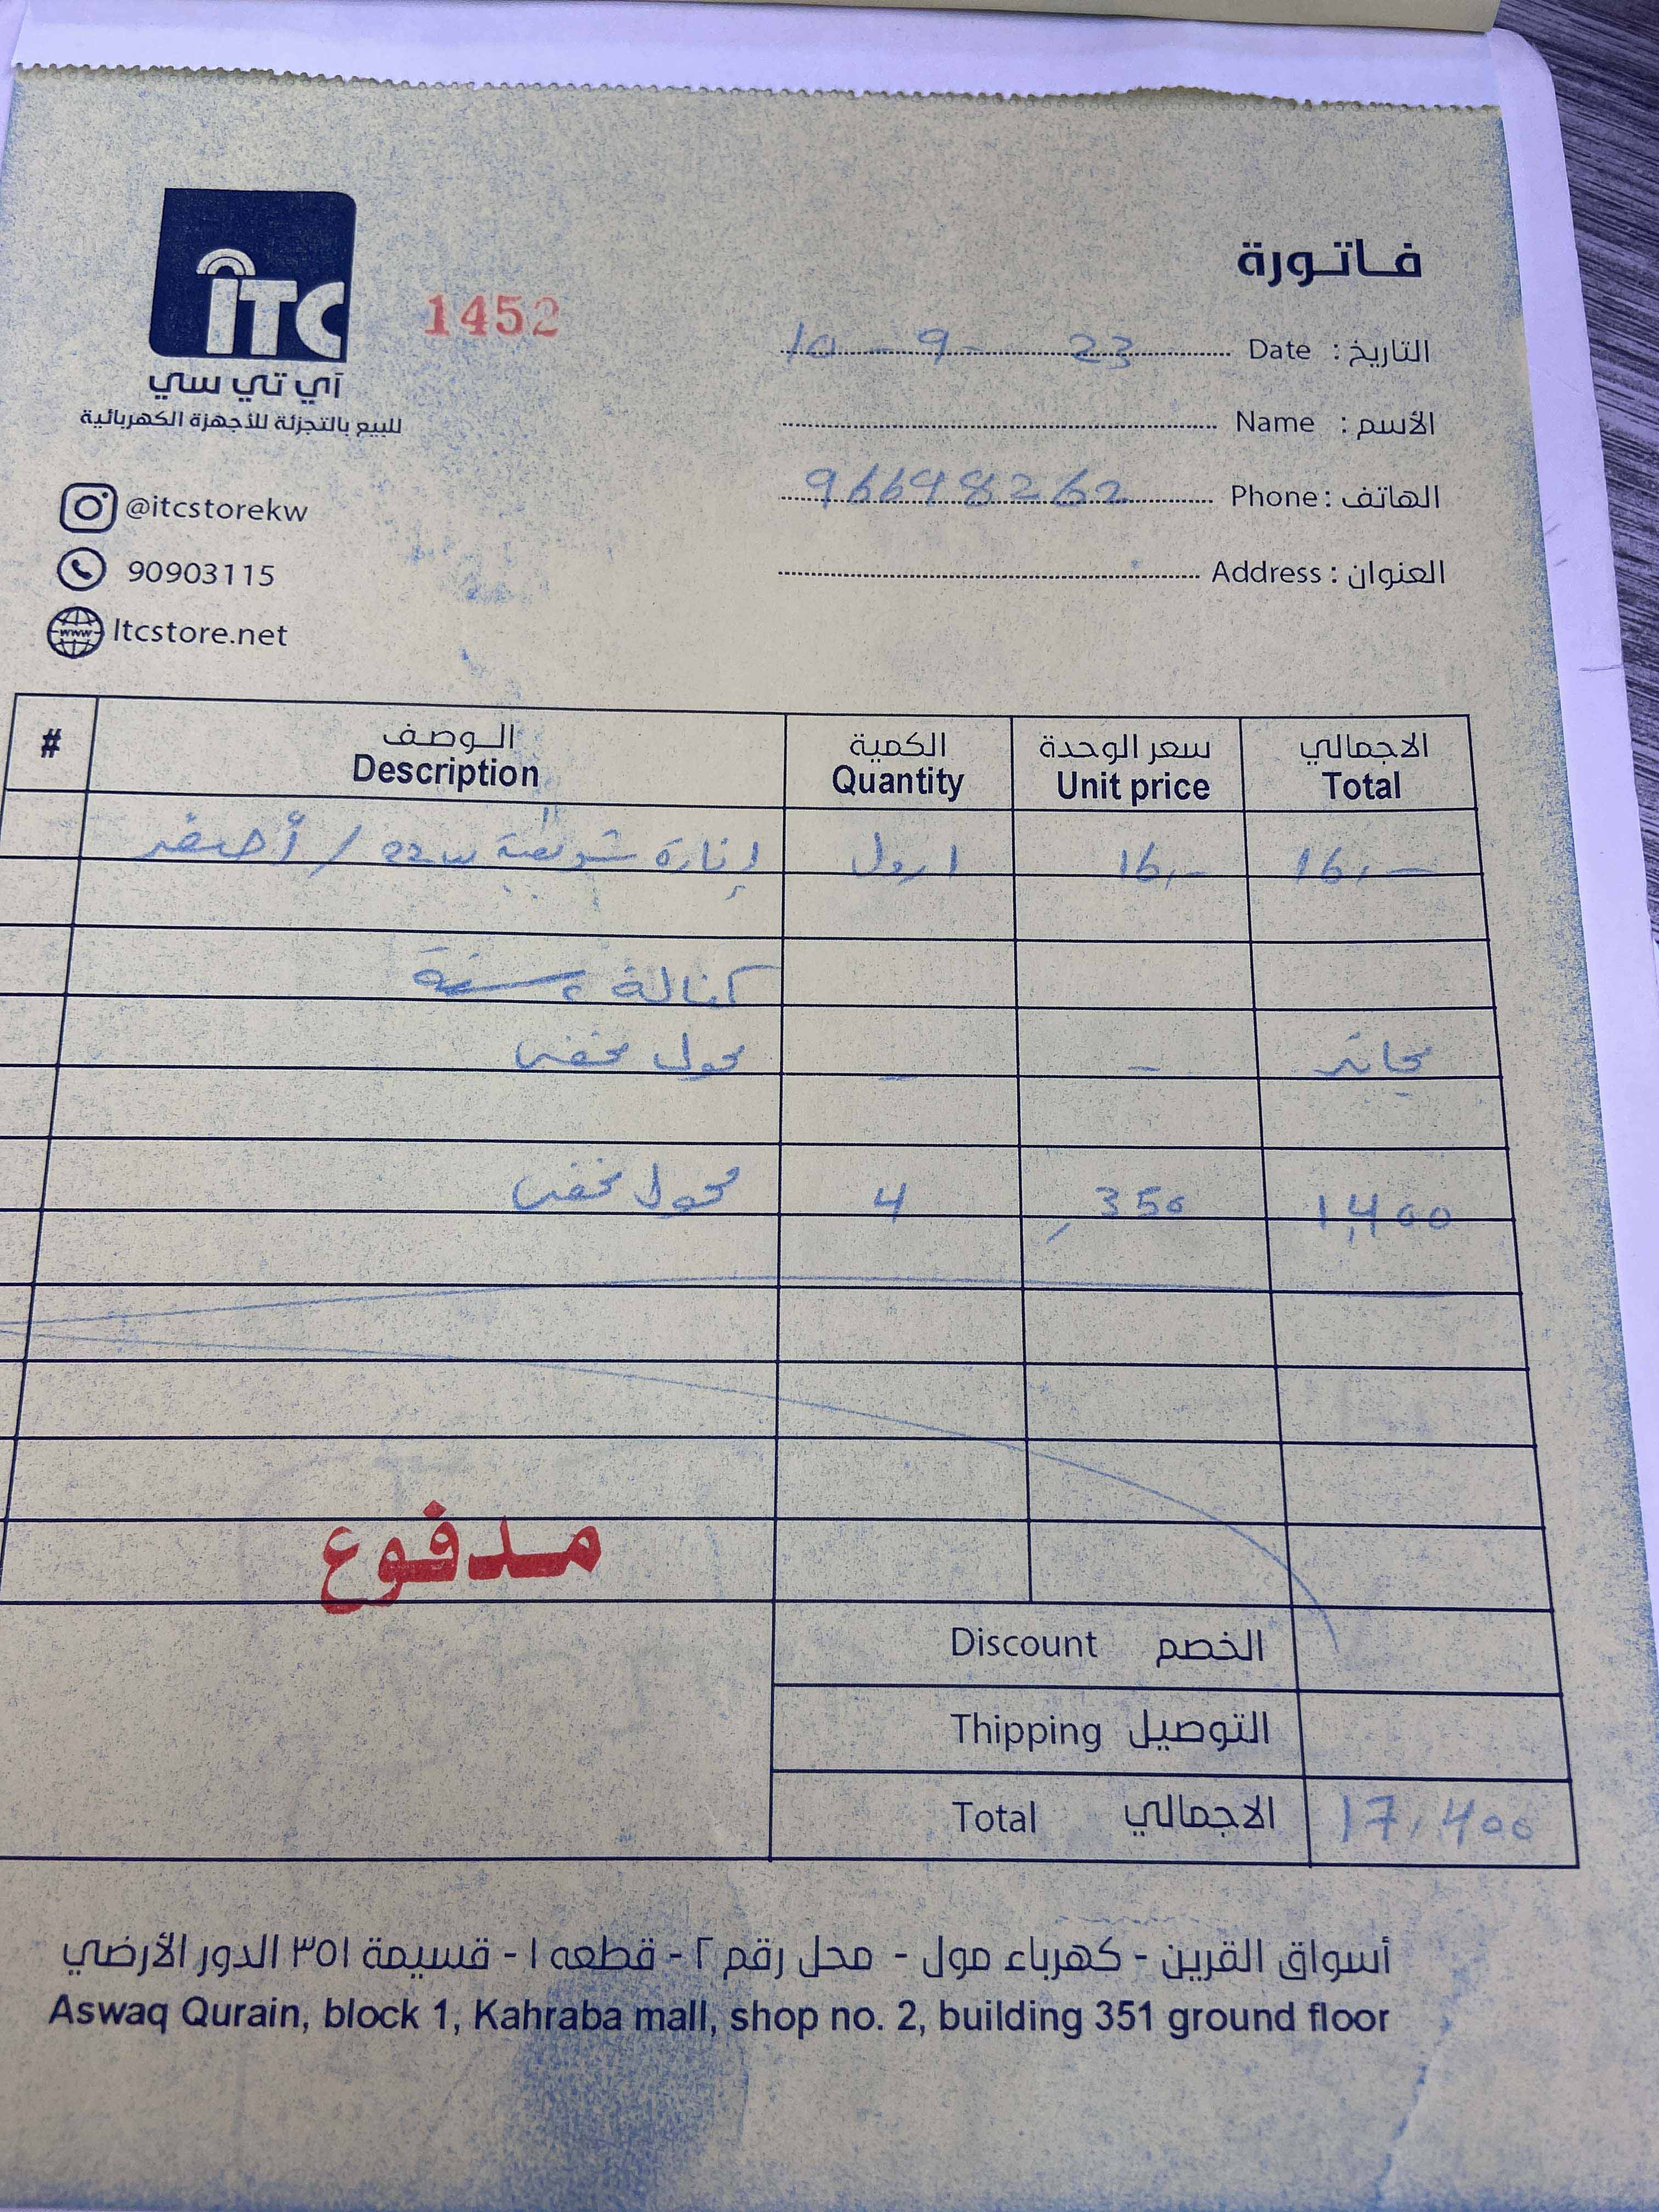 فاتورة
ITC
1452
آي تي سي
للبيع بالتجزئة للأجهزة الكهربائية
التاريخ : Date 10 - 9 - 23
الأسم : Name
الهاتف : Phone 96698262
العنوان : Address
@itcstorekw
90903115
www
Itcstore.net
# الوصف الكمية سعر الوحدة الاجمالي
Description Quantity Unit price Total
إنارة 22w / أصفر 1 رول 16,- 16,-
كفالة سنة
محول مخفي - - مجاني
محول مخفي 4 ,350 1,400
مدفوع
Discount الخصم
Thipping التوصيل
Total الاجمالي 17,400
أسواق القرين - كهرباء مول - محل رقم ٢ - قطعه ١ - قسيمة ٣٥١ الدور الأرضي
Aswaq Qurain, block 1, Kahraba mall, shop no. 2, building 351 ground floor